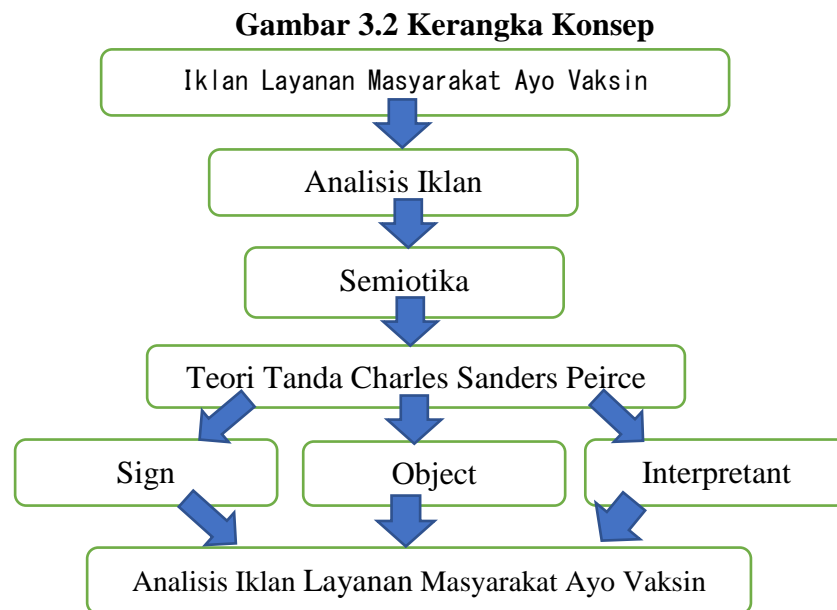 Gambar 3.2 Kerangka Konsep
Iklan Layanan Masyarakat Ayo Vaksin
Analisis Iklan
Semiotika
Teori Tanda Charles Sanders Peirce
Sign
Object
Interpretant
Analisis Iklan Layanan Masyarakat Ayo Vaksin